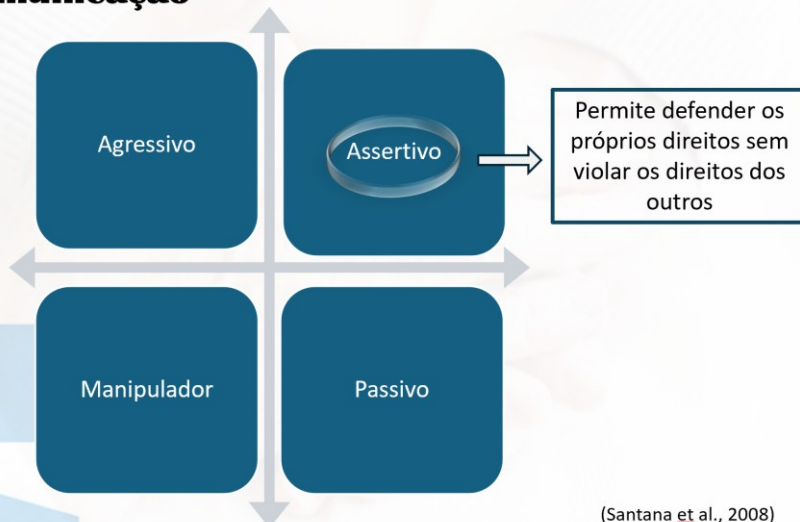 Agressivo
Assertivo
Permite defender os
próprios direitos sem
violar os direitos dos
outros
Manipulador
Passivo
(Santana et al., 2008)